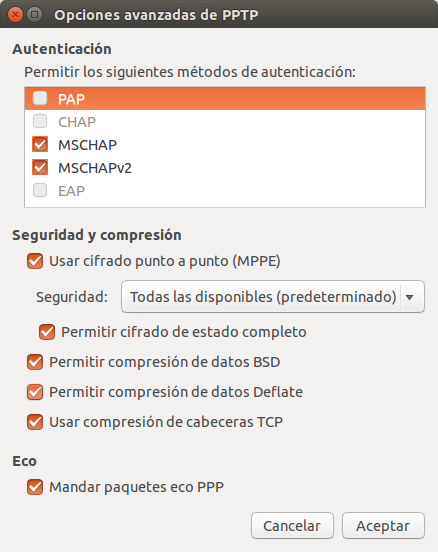 Opciones avanzadas de PPTP
Autenticación
Permitir los siguientes métodos de autenticación:
PAP
CHAP
MSCHAP
MSCHAPv2
EAP
Seguridad y compresión
Usar cifrado punto a punto (MPPE)
Seguridad: Todas las disponibles (predeterminado)
Permitir cifrado de estado completo
Permitir compresión de datos BSD
Permitir compresión de datos Deflate
Usar compresión de cabeceras TCP
Eco
Mandar paquetes eco PPP
Cancelar Aceptar